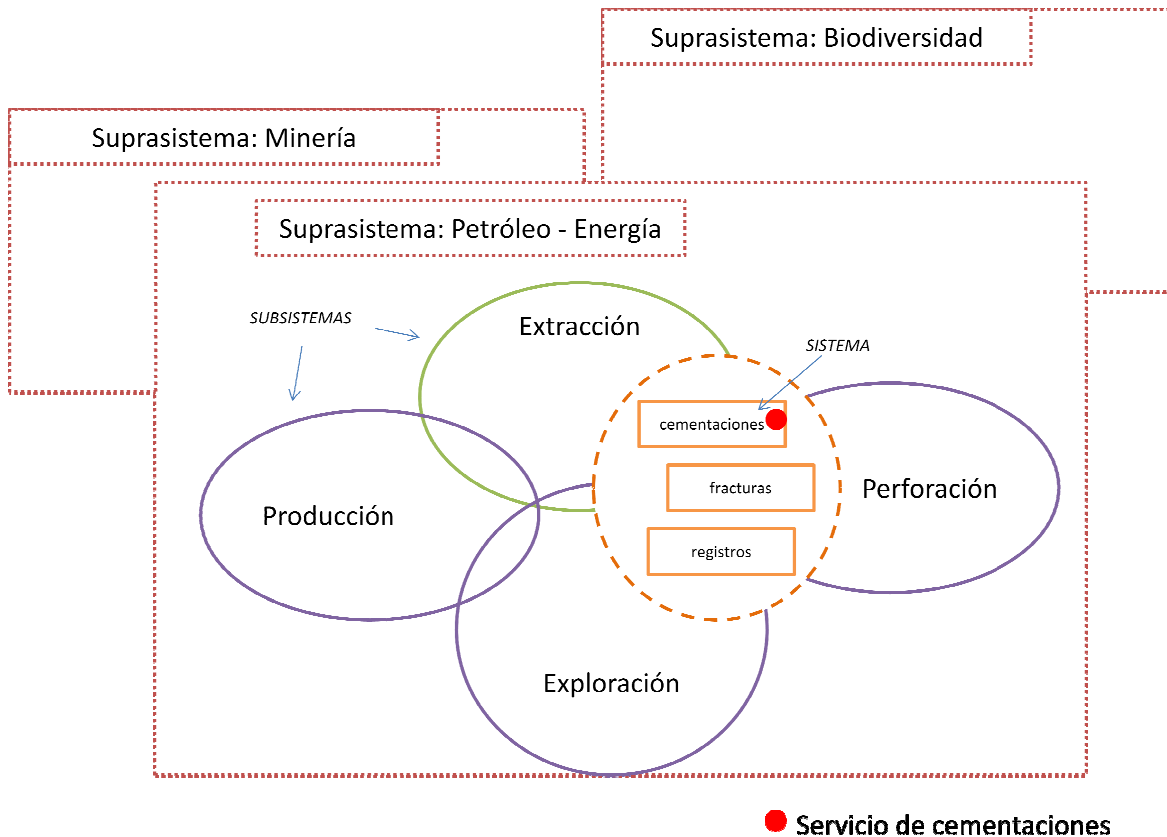 Suprasistema: Biodiversidad
Suprasistema: Minería
Suprasistema: Petróleo - Energía
SUBSISTEMAS
Extracción
SISTEMA
cementaciones
fracturas
Perforación
Producción
registros
Exploración
Servicio de cementaciones